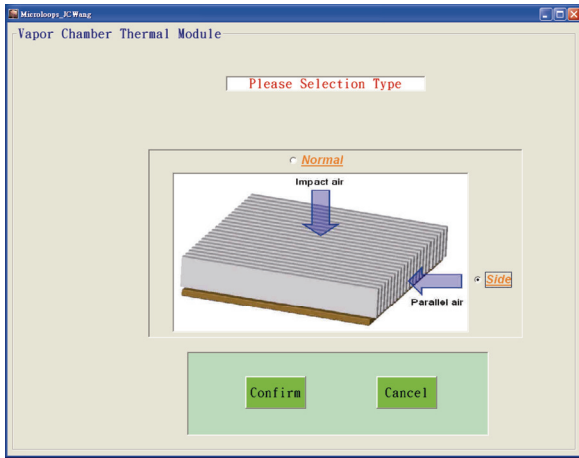 Microloops_JCWang
Vapor Chamber Thermal Module
Please Selection Type
Normal
Impact air
Side
Parallel air
Confirm
Cancel